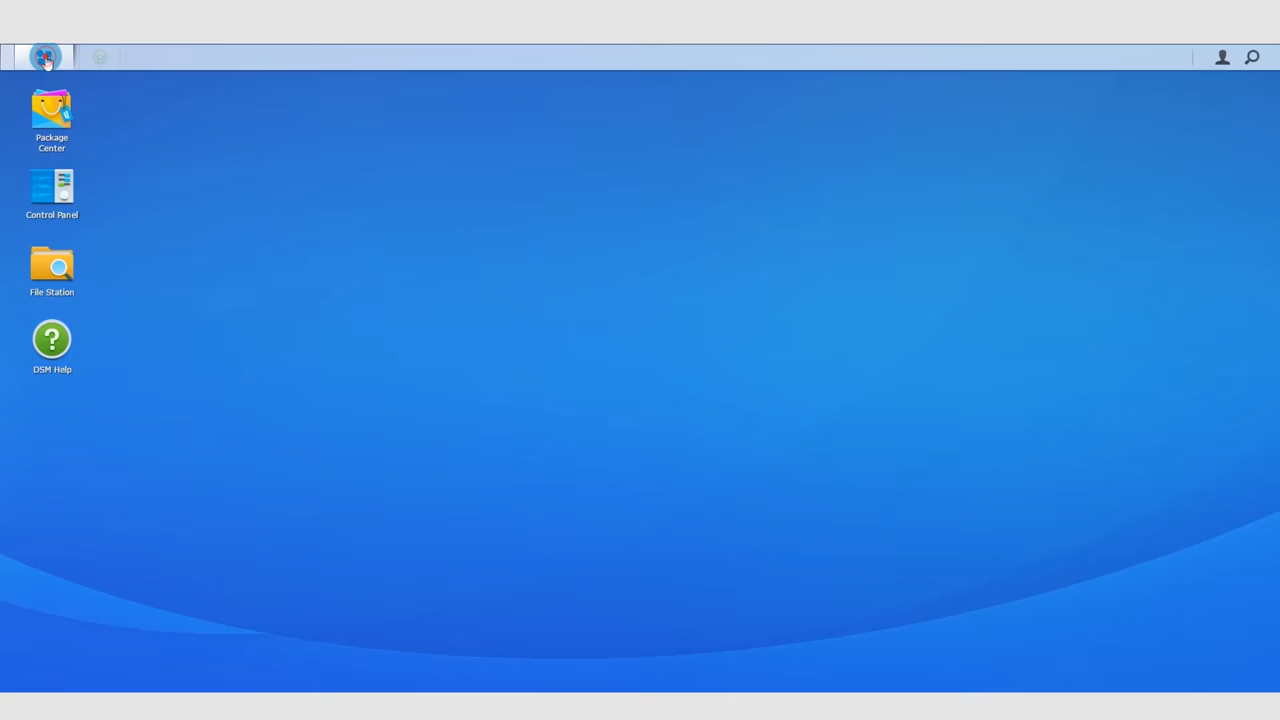 Package
Center
Control Panel
File Station
?
DSM Help